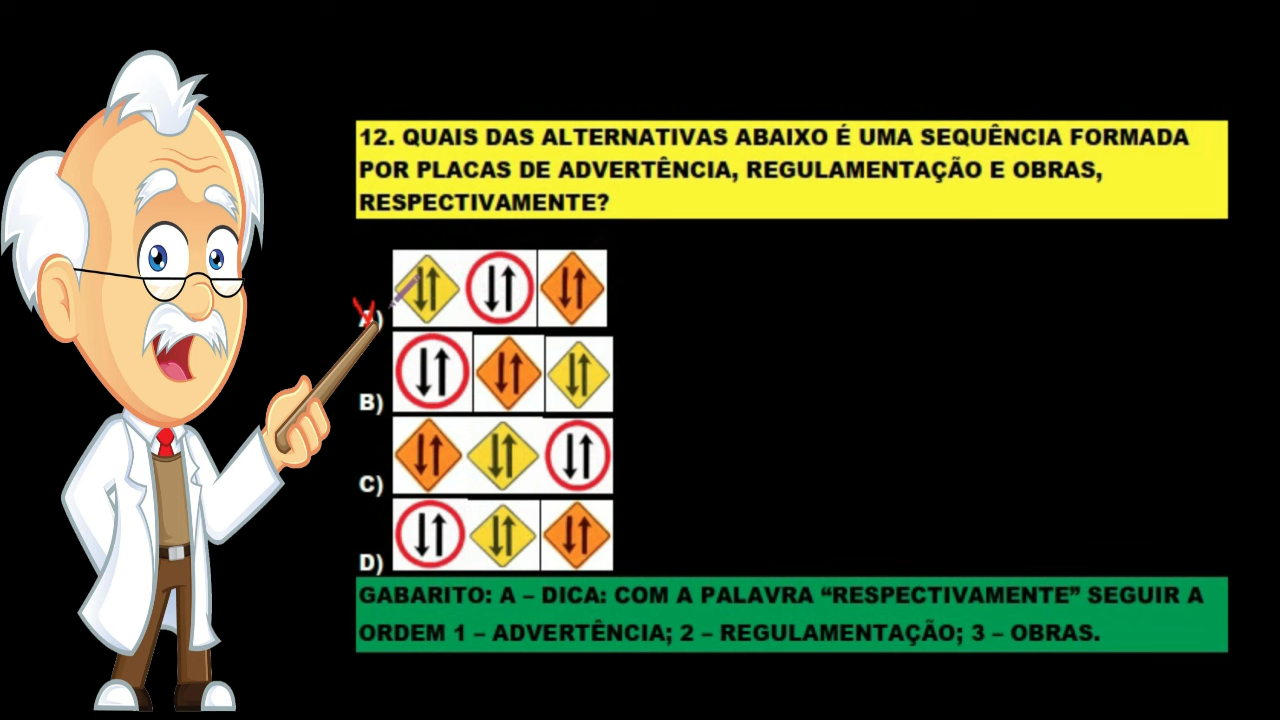 12. QUAIS DAS ALTERNATIVAS ABAIXO É UMA SEQUÊNCIA FORMADA
POR PLACAS DE ADVERTÊNCIA, REGULAMENTAÇÃO E OBRAS,
RESPECTIVAMENTE?
A)
B)
C)
D)
GABARITO: A – DICA: COM A PALAVRA “RESPECTIVAMENTE” SEGUIR A
ORDEM 1 – ADVERTÊNCIA; 2 – REGULAMENTAÇÃO; 3 – OBRAS.